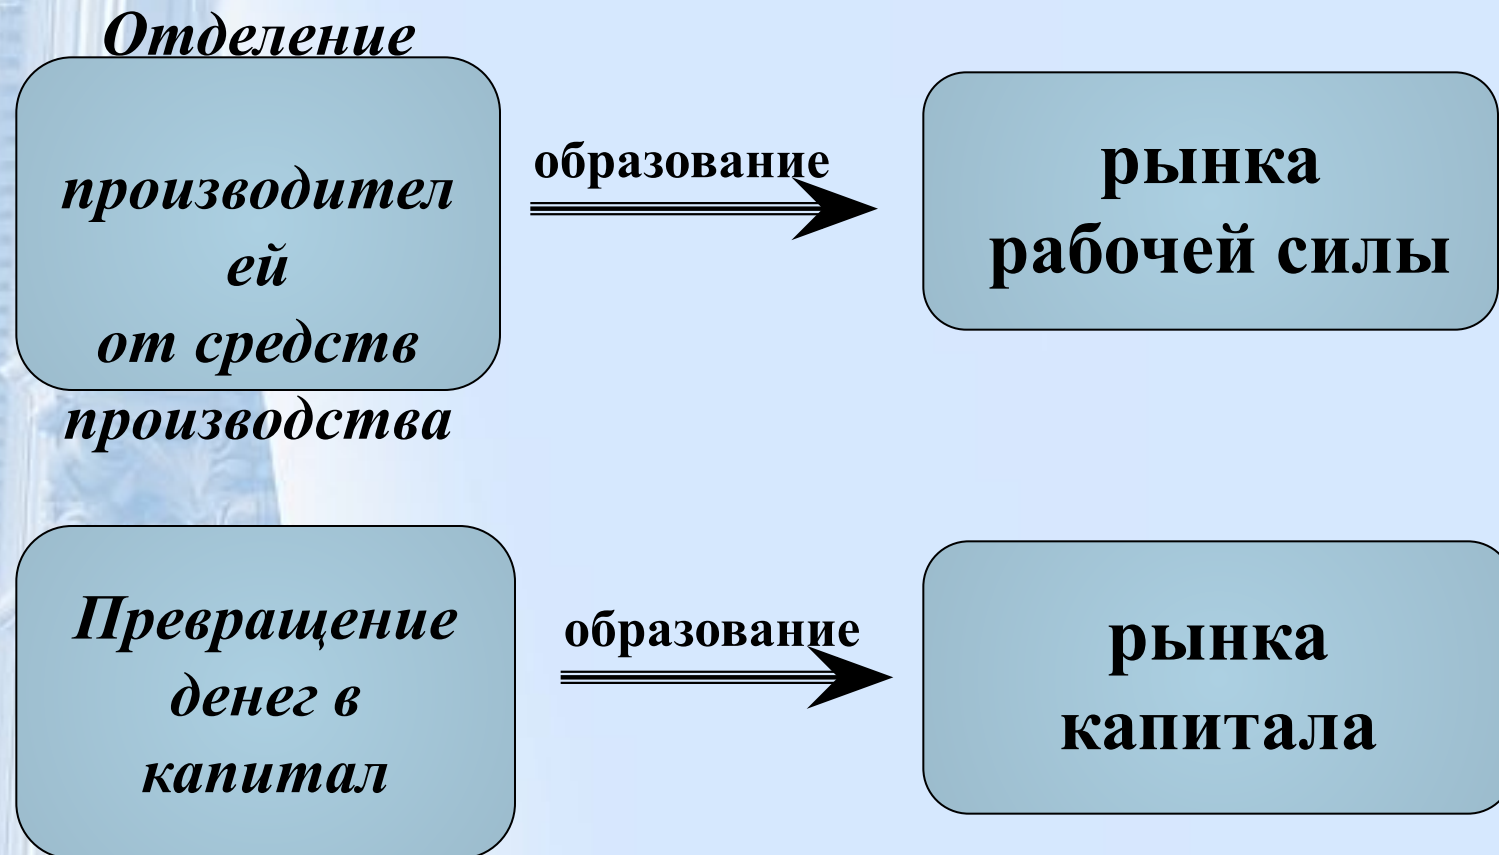 Отделение
производител
ей
от средств
производства
образование
рынка
рабочей силы
Превращение
денег в
капитал
образование
рынка
капитала